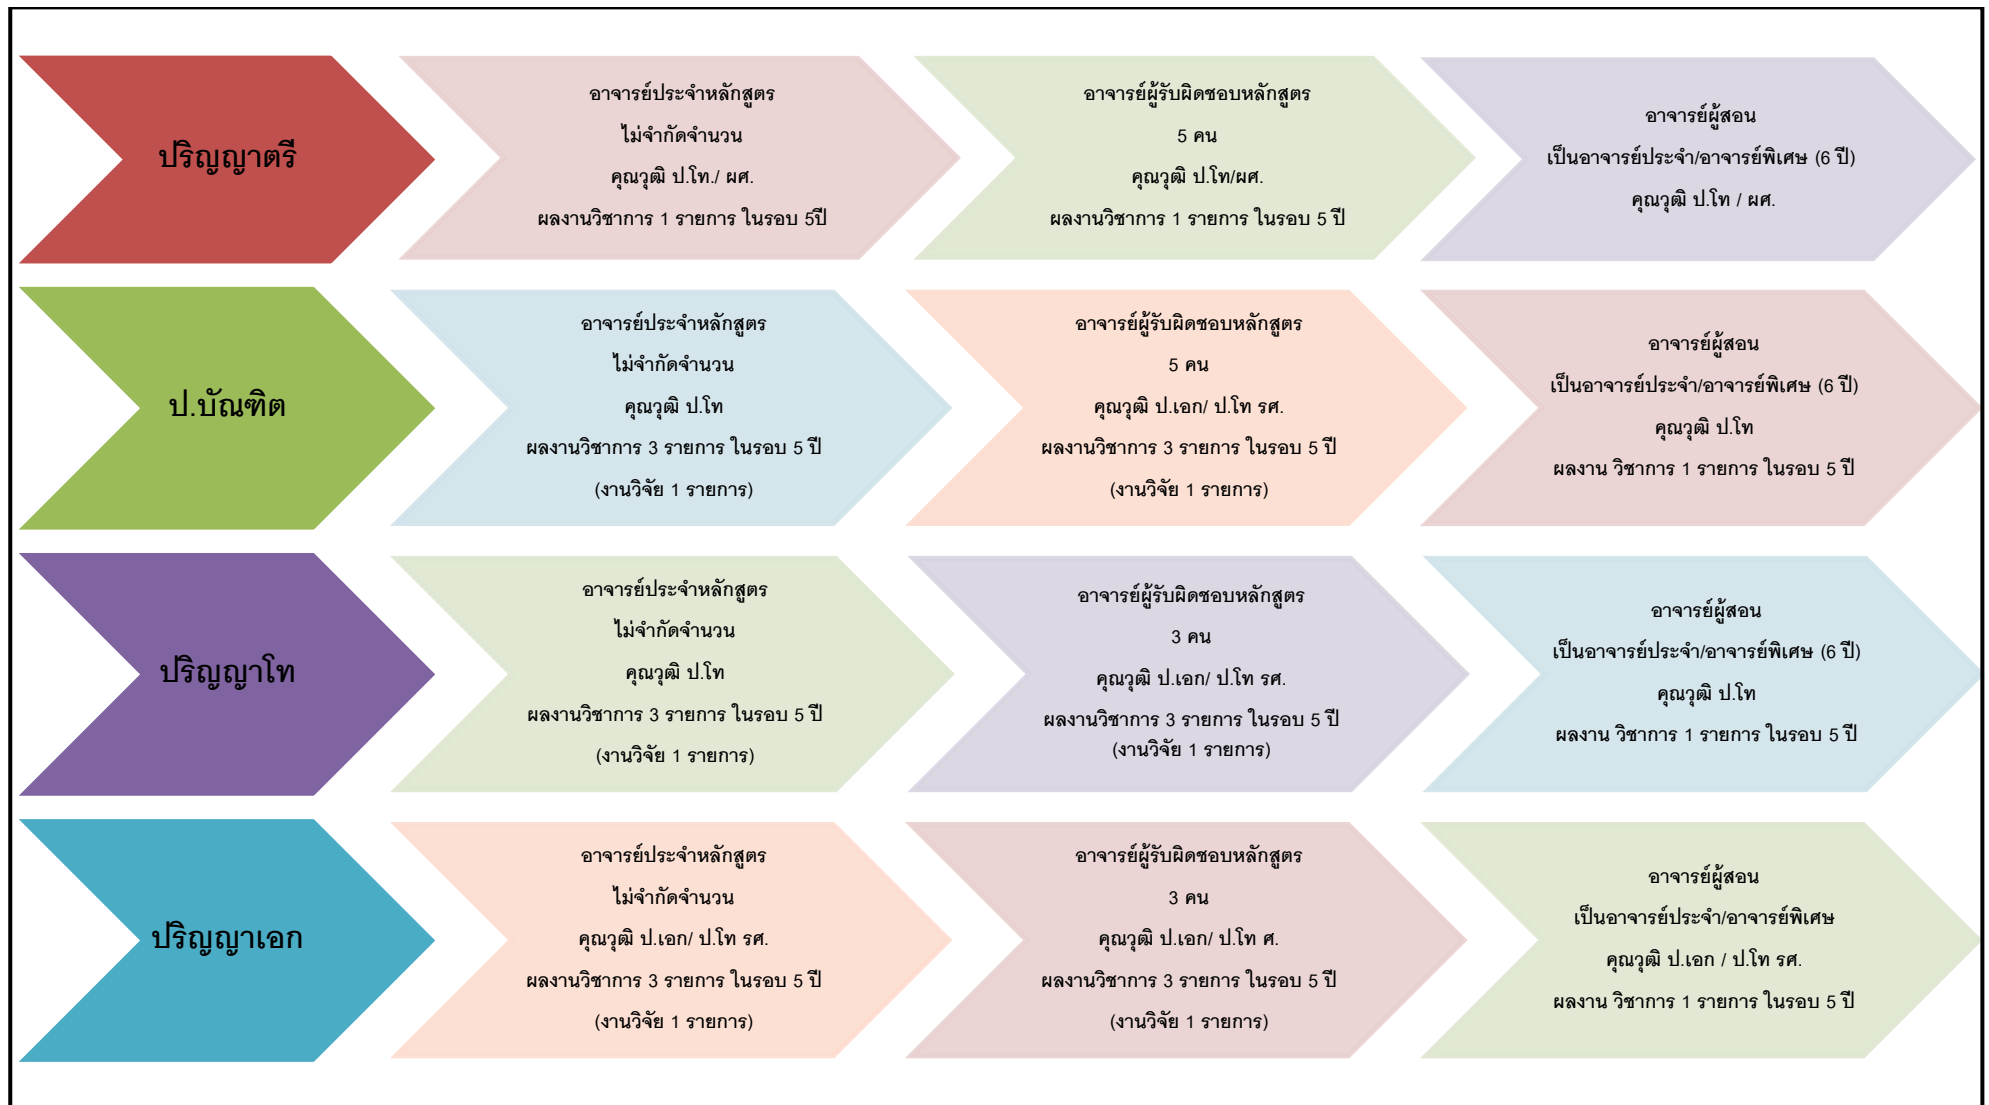 ปริญญาตรี
อาจารย์ประจำหลักสูตร
ไม่จำกัดจำนวน
คุณวุฒิ ป.โท./ ผศ.
ผลงานวิชาการ 1 รายการ ในรอบ 5ปี
อาจารย์ผู้รับผิดชอบหลักสูตร
5 คน
คุณวุฒิ ป.โท/ผศ.
ผลงานวิชาการ 1 รายการ ในรอบ 5 ปี
อาจารย์ผู้สอน
เป็นอาจารย์ประจำ/อาจารย์พิเศษ (6 ปี)
คุณวุฒิ ป.โท / ผศ.
ป.บัณฑิต
อาจารย์ประจำหลักสูตร
ไม่จำกัดจำนวน
คุณวุฒิ ป.โท
ผลงานวิชาการ 3 รายการ ในรอบ 5 ปี
(งานวิจัย 1 รายการ)
อาจารย์ผู้รับผิดชอบหลักสูตร
5 คน
คุณวุฒิ ป.เอก/ ป.โท รศ.
ผลงานวิชาการ 3 รายการ ในรอบ 5 ปี
(งานวิจัย 1 รายการ)
อาจารย์ผู้สอน
เป็นอาจารย์ประจำ/อาจารย์พิเศษ (6 ปี)
คุณวุฒิ ป.โท
ผลงาน วิชาการ 1 รายการ ในรอบ 5 ปี
ปริญญาโท
อาจารย์ประจำหลักสูตร
ไม่จำกัดจำนวน
คุณวุฒิ ป.โท
ผลงานวิชาการ 3 รายการ ในรอบ 5 ปี
(งานวิจัย 1 รายการ)
อาจารย์ผู้รับผิดชอบหลักสูตร
3 คน
คุณวุฒิ ป.เอก/ ป.โท รศ.
ผลงานวิชาการ 3 รายการ ในรอบ 5 ปี
(งานวิจัย 1 รายการ)
อาจารย์ผู้สอน
เป็นอาจารย์ประจำ/อาจารย์พิเศษ (6 ปี)
คุณวุฒิ ป.โท
ผลงาน วิชาการ 1 รายการ ในรอบ 5 ปี
ปริญญาเอก
อาจารย์ประจำหลักสูตร
ไม่จำกัดจำนวน
คุณวุฒิ ป.เอก/ ป.โท รศ.
ผลงานวิชาการ 3 รายการ ในรอบ 5 ปี
(งานวิจัย 1 รายการ)
อาจารย์ผู้รับผิดชอบหลักสูตร
3 คน
คุณวุฒิ ป.เอก/ ป.โท ศ.
ผลงานวิชาการ 3 รายการ ในรอบ 5 ปี
(งานวิจัย 1 รายการ)
อาจารย์ผู้สอน
เป็นอาจารย์ประจำ/อาจารย์พิเศษ
คุณวุฒิ ป.เอก / ป.โท รศ.
ผลงาน วิชาการ 1 รายการ ในรอบ 5 ปี